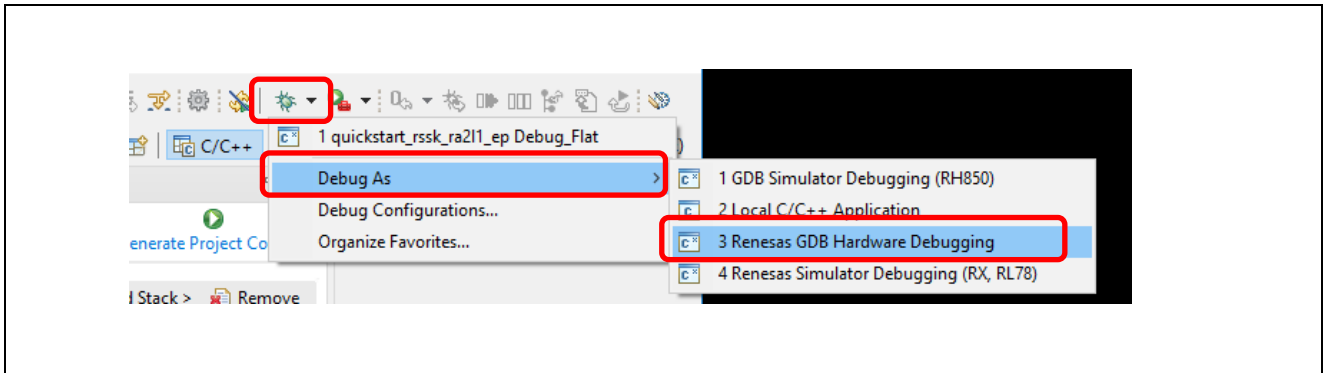 C/C++
1 quickstart_rssk_ra2l1_ep Debug_Flat
Debug As
1 GDB Simulator Debugging (RH850)
Debug Configurations...
2 Local C/C++ Application
enerate Project Co
Organize Favorites...
3 Renesas GDB Hardware Debugging
4 Renesas Simulator Debugging (RX, RL78)
Stack >
Remove